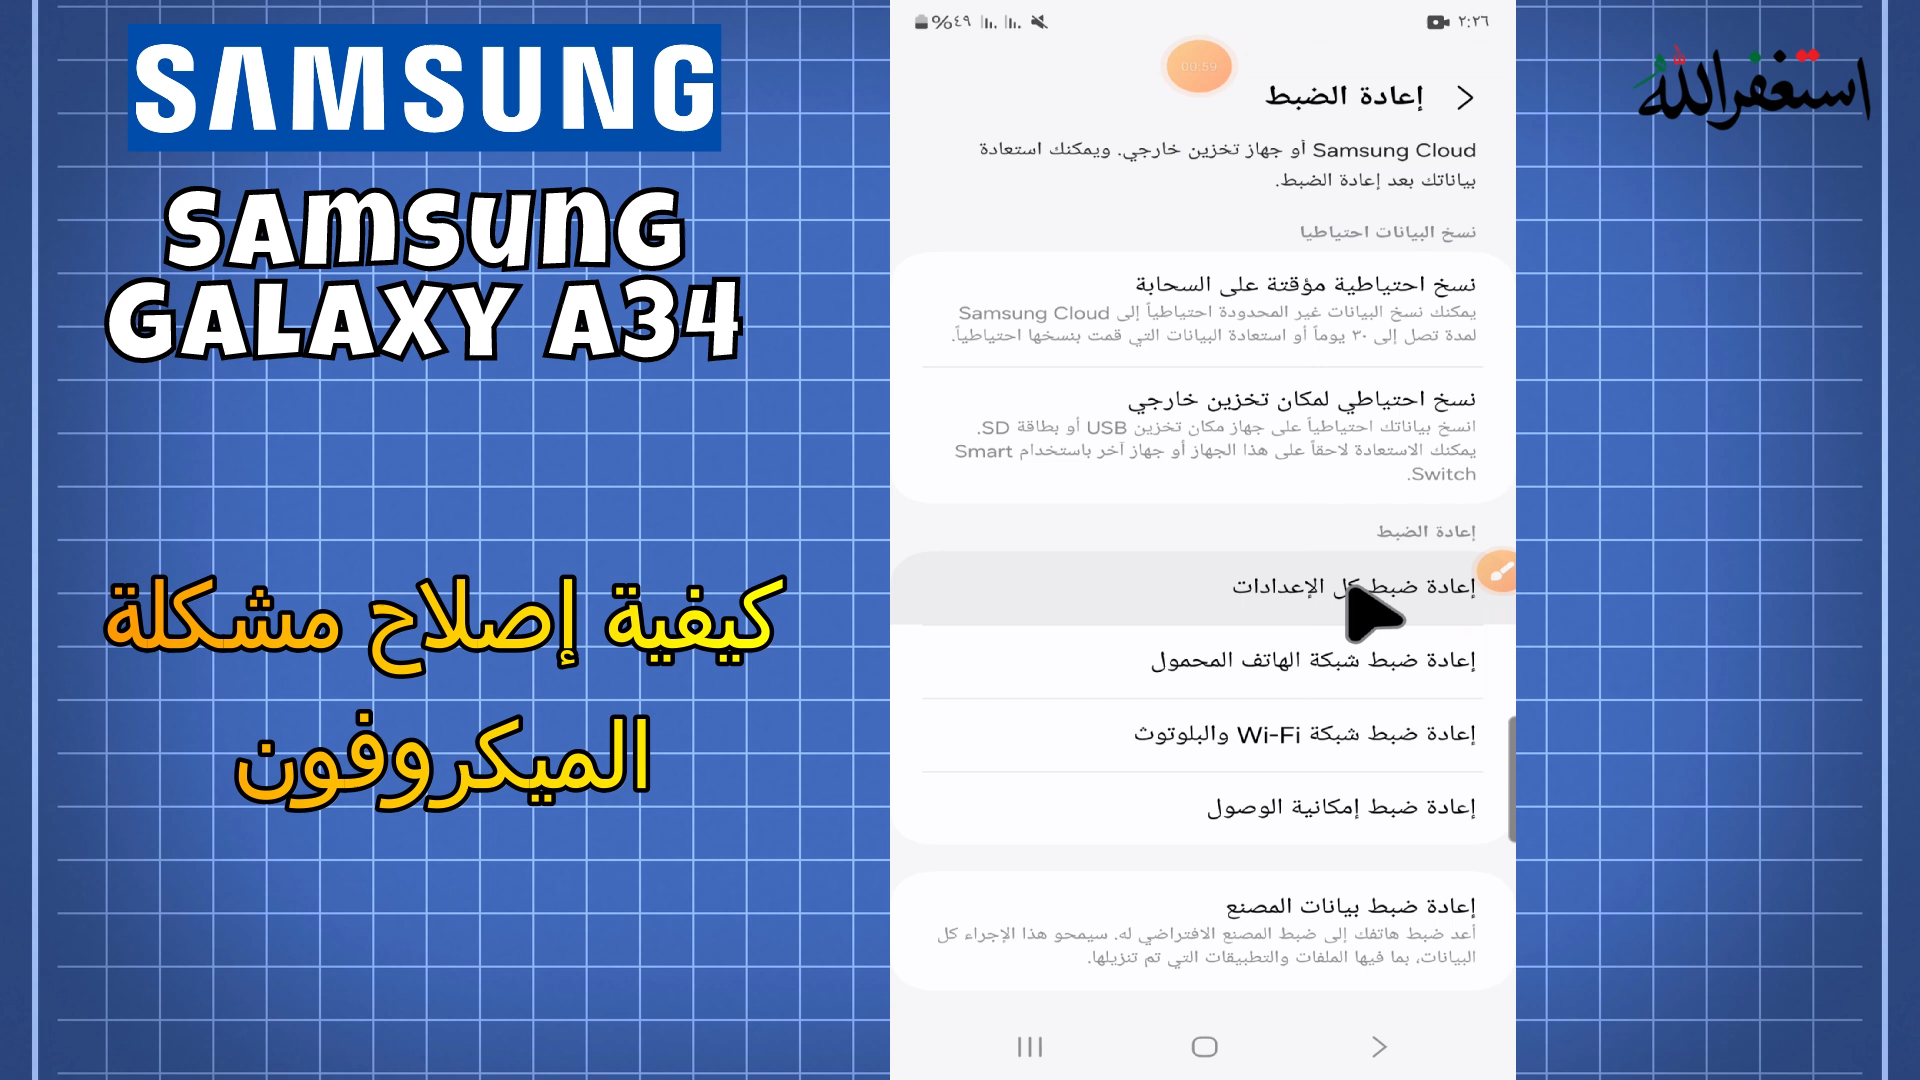 SAMSUNG
SAMSUNG
GALAXY A34
كيفية إصلاح مشكلة
الميكروفون
%٤٩
٢:٢٦
00:59
إعادة الضبط
Samsung Cloud أو جهاز تخزين خارجي. ويمكنك استعادة
بياناتك بعد إعادة الضبط.
نسخ البيانات احتياطيا
نسخ احتياطية مؤقتة على السحابة
يمكنك نسخ البيانات غير المحدودة احتياطياً إلى Samsung Cloud
لمدة تصل إلى ٣٠ يوماً أو استعادة البيانات التي قمت بنسخها احتياطياً.
نسخ احتياطي لمكان تخزين خارجي
انسخ بياناتك احتياطياً على جهاز مكان تخزين USB أو بطاقة SD.
يمكنك الاستعادة لاحقاً على هذا الجهاز أو جهاز آخر باستخدام Smart
Switch.
إعادة الضبط
إعادة ضبط كل الإعدادات
إعادة ضبط شبكة الهاتف المحمول
إعادة ضبط شبكة Wi-Fi والبلوتوث
إعادة ضبط إمكانية الوصول
إعادة ضبط بيانات المصنع
أعد ضبط هاتفك إلى ضبط المصنع الافتراضي له. سيمحو هذا الإجراء كل
البيانات، بما فيها الملفات والتطبيقات التي تم تنزيلها.
استغفر الله